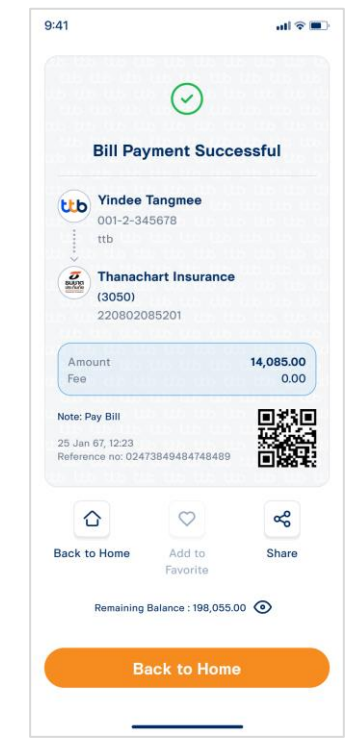 9:41
Bill Payment Successful
ttb
Yindee Tangmee
001-2-345678
ttb
Thanachart Insurance
(3050)
220802085201
Amount 14,085.00
Fee 0.00
Note: Pay Bill
25 Jan 67, 12:23
Reference no: 02473849484748489
Back to Home
Add to
Favorite
Share
Remaining Balance : 198,055.00
Back to Home